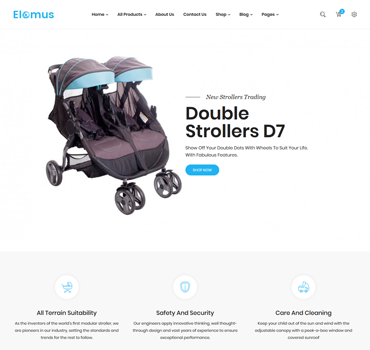 Elomus
Home All Products About Us Contact Us Shop Blog Pages
New Strollers Trading
Double
Strollers D7
Show Off Your Double Dots With Wheels To Suit Your Life.
With Fabulous Features.
SHOP NOW
All Terrain Suitability
As the inventors of the world's first modular stroller, we
are pioneers in our industry, setting the standards and
trends for the rest to follow.
Safety And Security
Our engineers apply innovative thinking, well thought-
through design and vast years of experience to ensure
exceptional performance.
Care And Cleaning
Keep your child out of the sun and wind with the
adjustable canopy with a peek-a-boo window and
covered sunroof